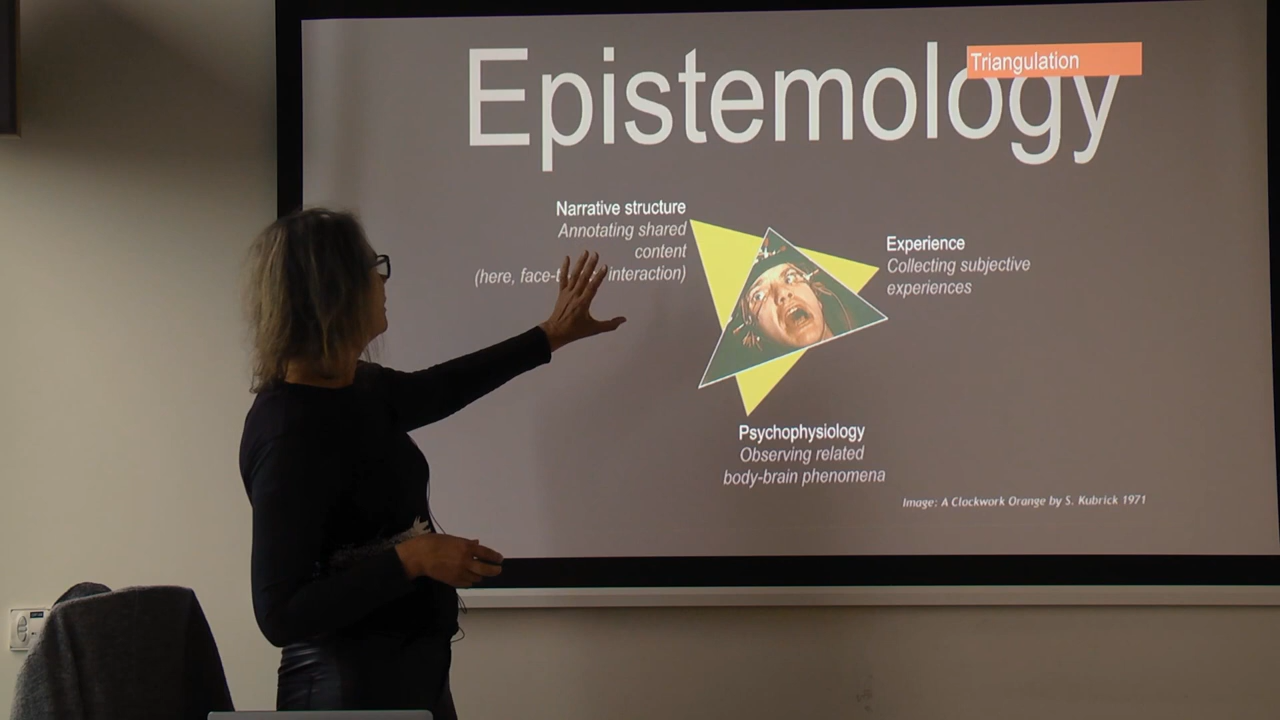 Epistemology
Triangulation
Narrative structure
Annotating shared
content
(here, face-t interaction)
Experience
Collecting subjective
experiences
Psychophysiology
Observing related
body-brain phenomena
Image: A Clockwork Orange by S. Kubrick 1971